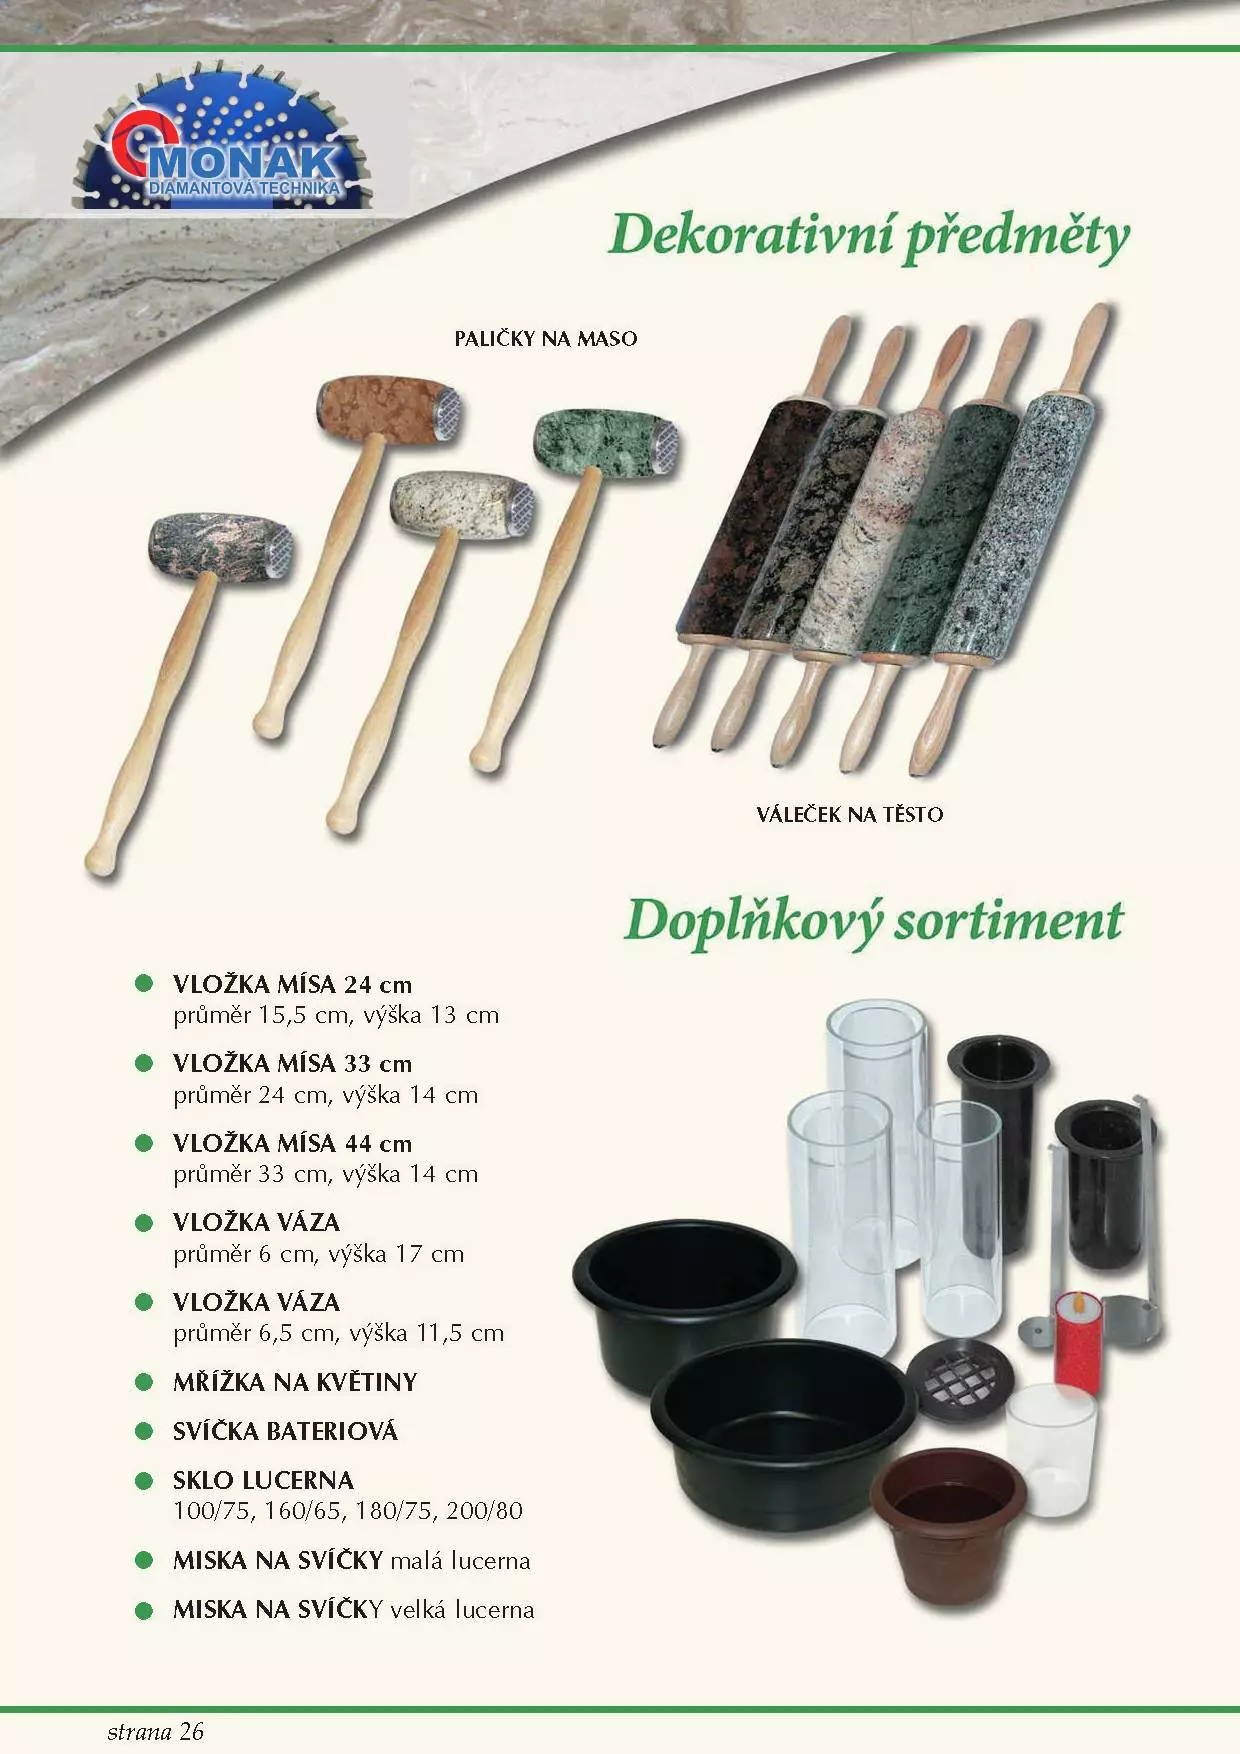 MONAK
DIAMANTOVÁ TECHNIKA
Dekorativní předměty
PALIČKY NA MASO
VÁLEČEK NA TĚSTO
Doplňkový sortiment
VLOŽKA MÍSA 24 cm
průměr 15,5 cm, výška 13 cm
VLOŽKA MÍSA 33 cm
průměr 24 cm, výška 14 cm
VLOŽKA MÍSA 44 cm
průměr 33 cm, výška 14 cm
VLOŽKA VÁZA
průměr 6 cm, výška 17 cm
VLOŽKA VÁZA
průměr 6,5 cm, výška 11,5 cm
MŘÍŽKA NA KVĚTINY
SVÍČKA BATERIOVÁ
SKLO LUCERNA
100/75, 160/65, 180/75, 200/80
MISKA NA SVÍČKY malá lucerna
MISKA NA SVÍČKY velká lucerna
strana 26